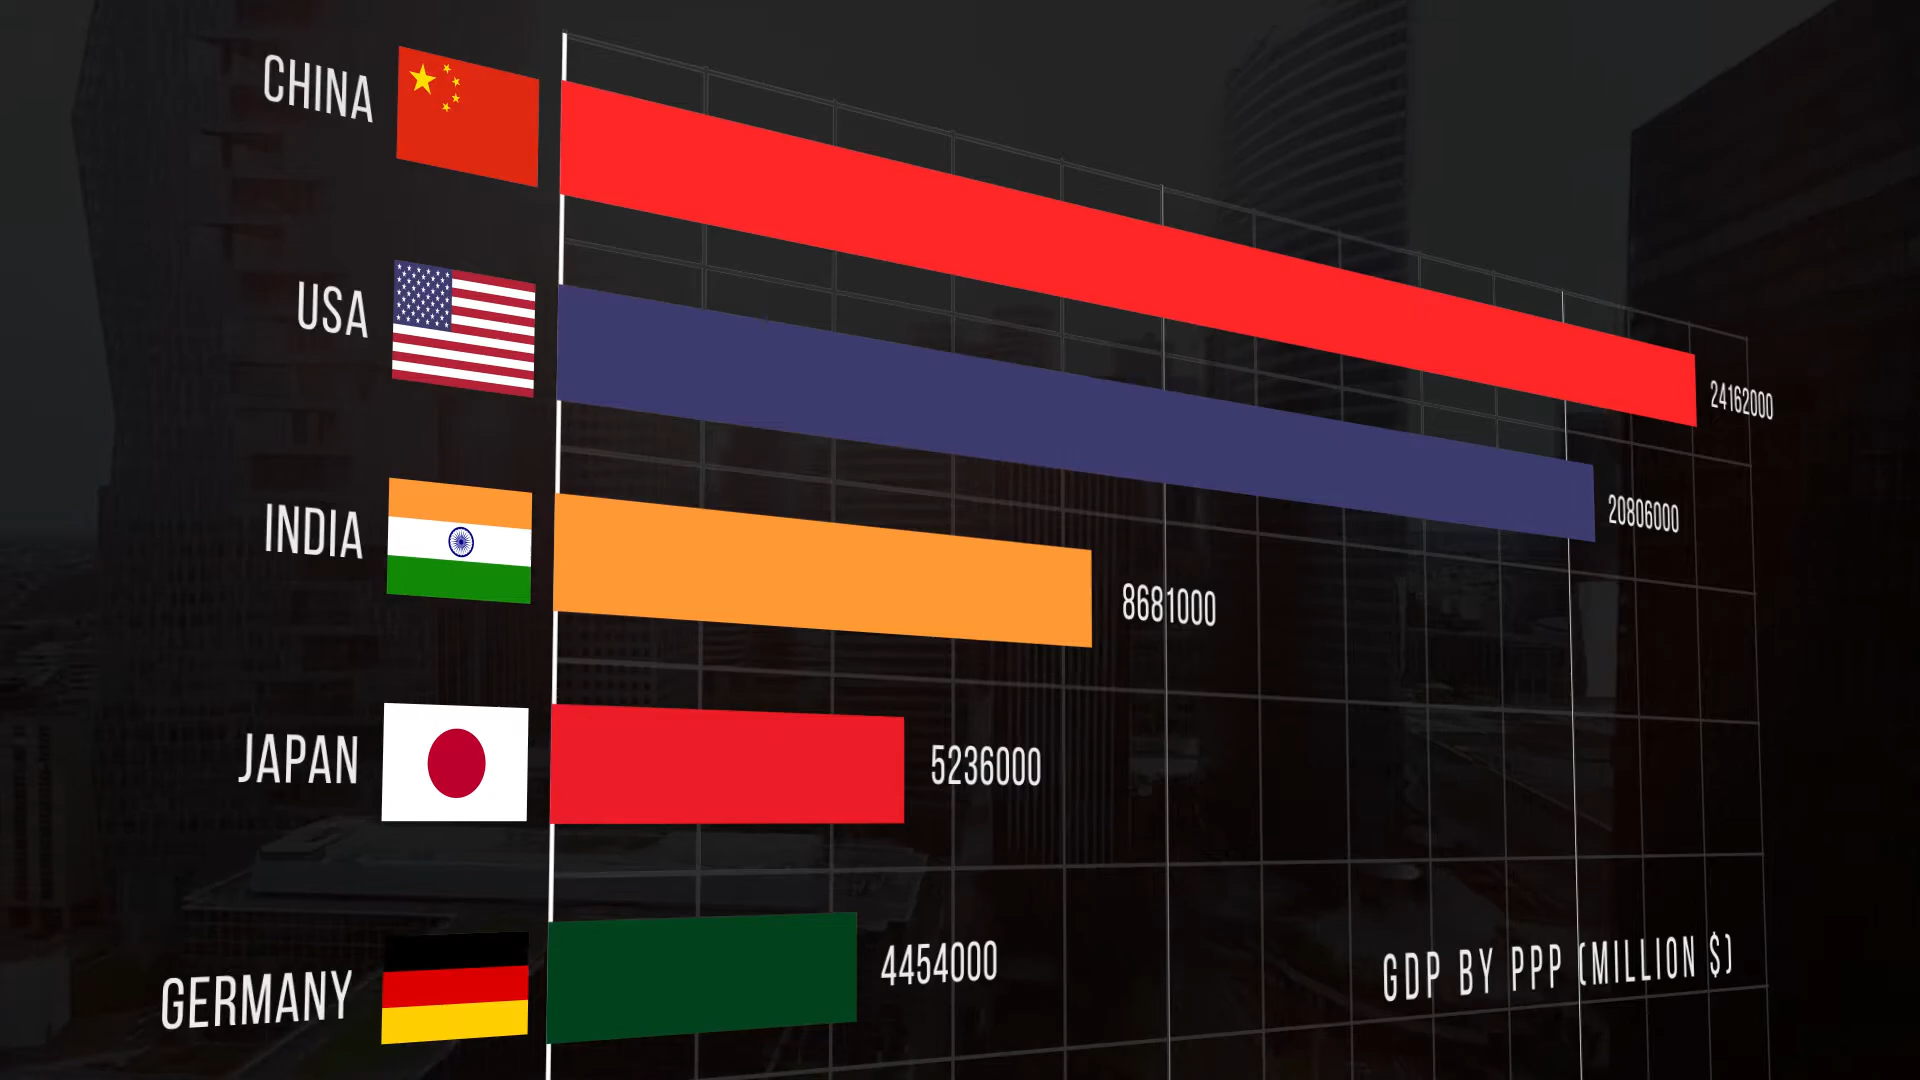 CHINA
24162000
USA
20806000
INDIA
8681000
JAPAN
5236000
GERMANY
4454000
GDP BY PPP (MILLION $)